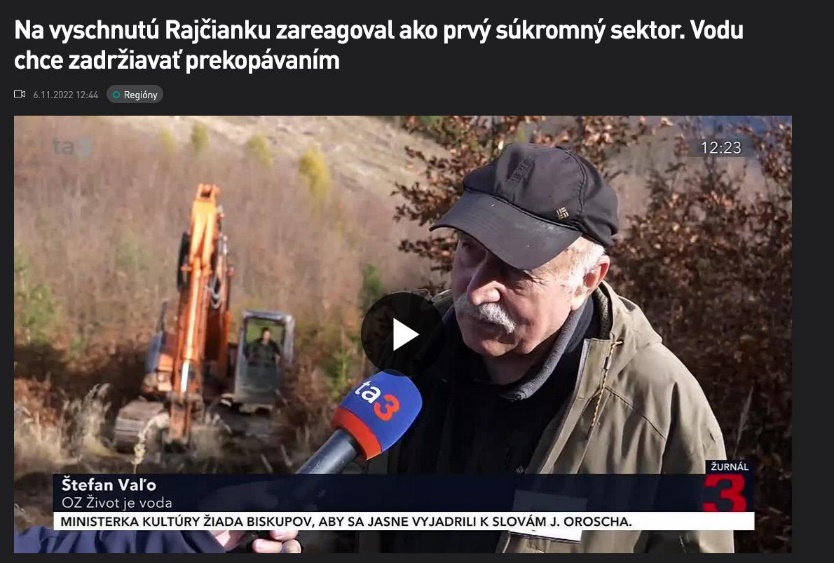 Na vyschnutú Rajčianku zareagoval ako prvý súkromný sektor. Vodu
chce zadržiavať prekopávaním
6.11.2022 12:44 Regióny
ta3
12:23
ta3
ŽURNÁL
3
Štefan Vaľo
OZ Život je voda
MINISTERKA KULTÚRY ŽIADA BISKUPOV, ABY SA JASNE VYJADRILI K SLOVÁM J. OROSCHA.